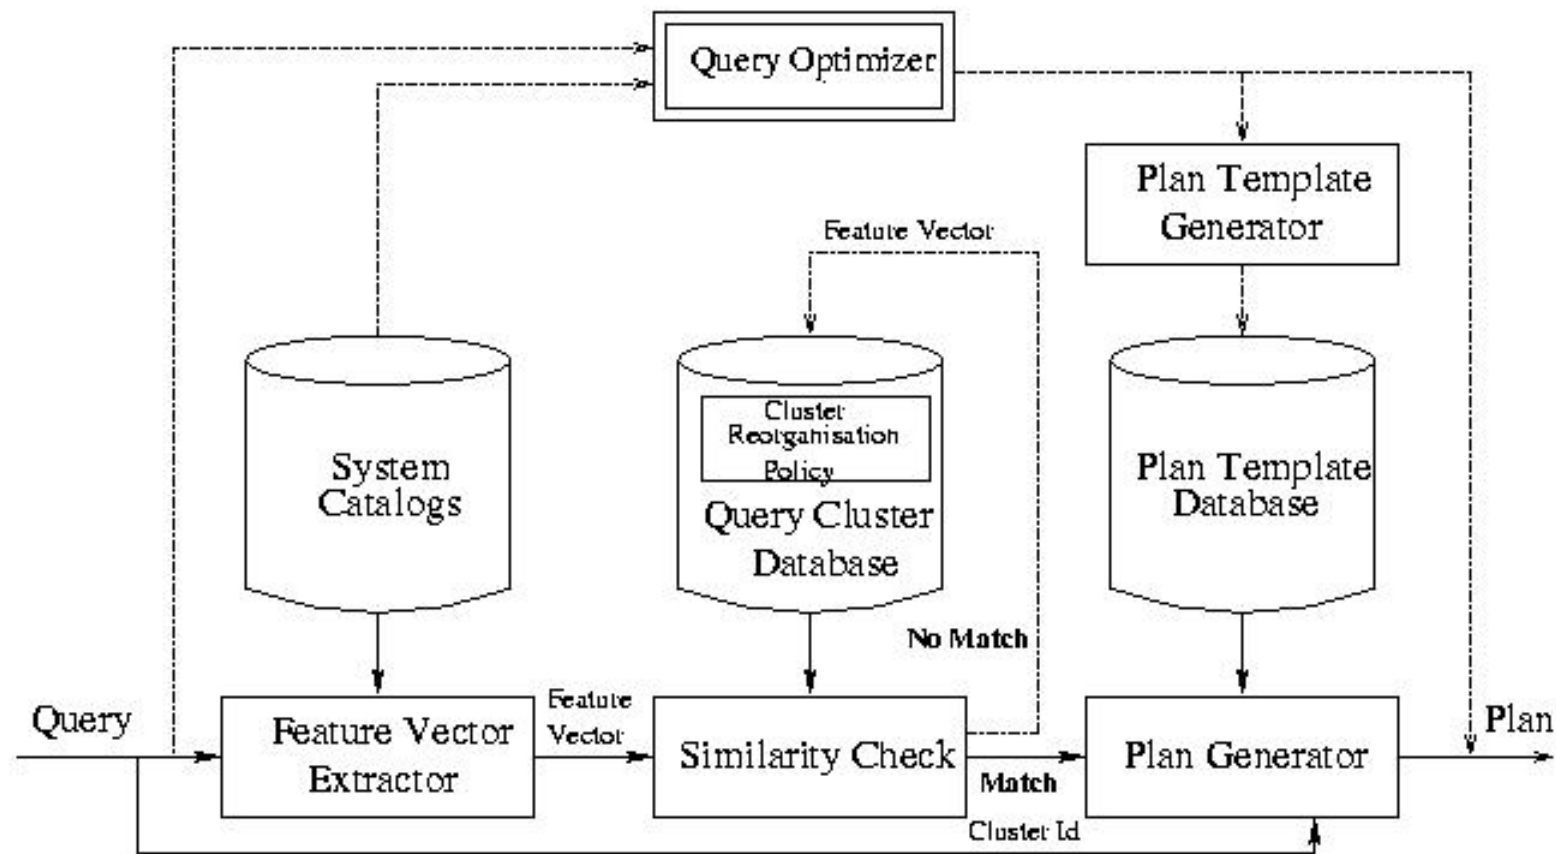 Query Optimizer
Plan Template
Generator
Feature Vector
System
Catalogs
Cluster
Reorganisation
Policy
Query Cluster
Database
Plan Template
Database
No Match
Query
Feature Vector
Extractor
Feature
Vector
Similarity Check
Match
Cluster Id
Plan Generator
Plan